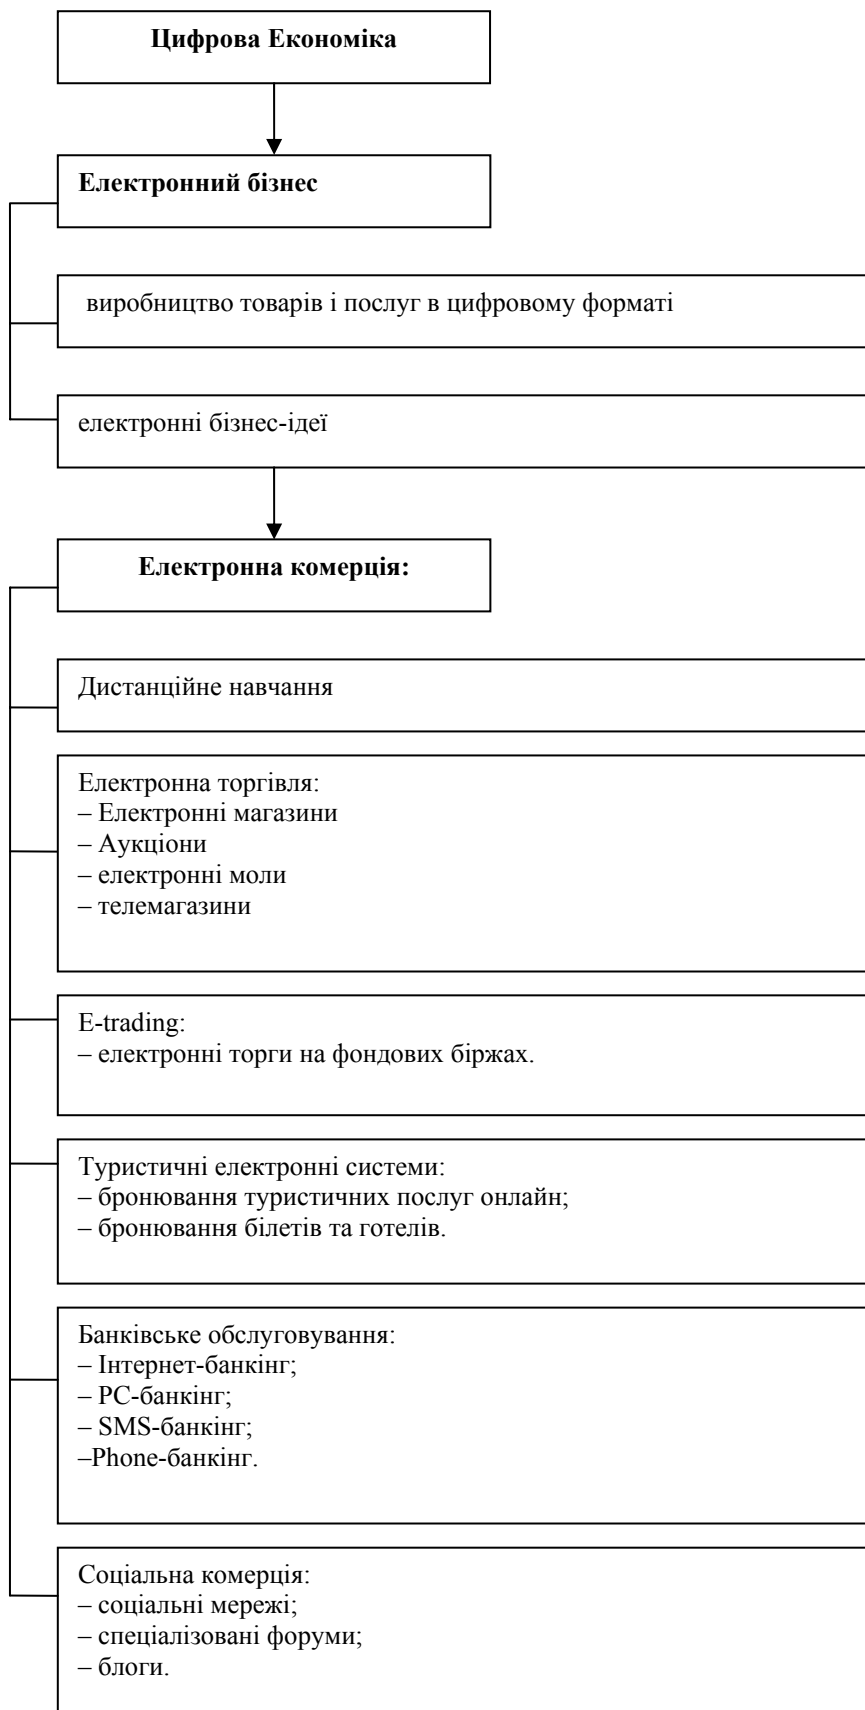 Цифрова Економіка
Електронний бізнес
виробництво товарів і послуг в цифровому форматі
електронні бізнес-ідеї
Електронна комерція:
Дистанційне навчання
Електронна торгівля:
– Електронні магазини
– Аукціони
– електронні моли
– телемагазини
E-trading:
– електронні торги на фондових біржах.
Туристичні електронні системи:
– бронювання туристичних послуг онлайн;
– бронювання білетів та готелів.
Банківське обслуговування:
– Інтернет-банкінг;
– PC-банкінг;
– SMS-банкінг;
–Phone-банкінг.
Соціальна комерція:
– соціальні мережі;
– спеціалізовані форуми;
– блоги.